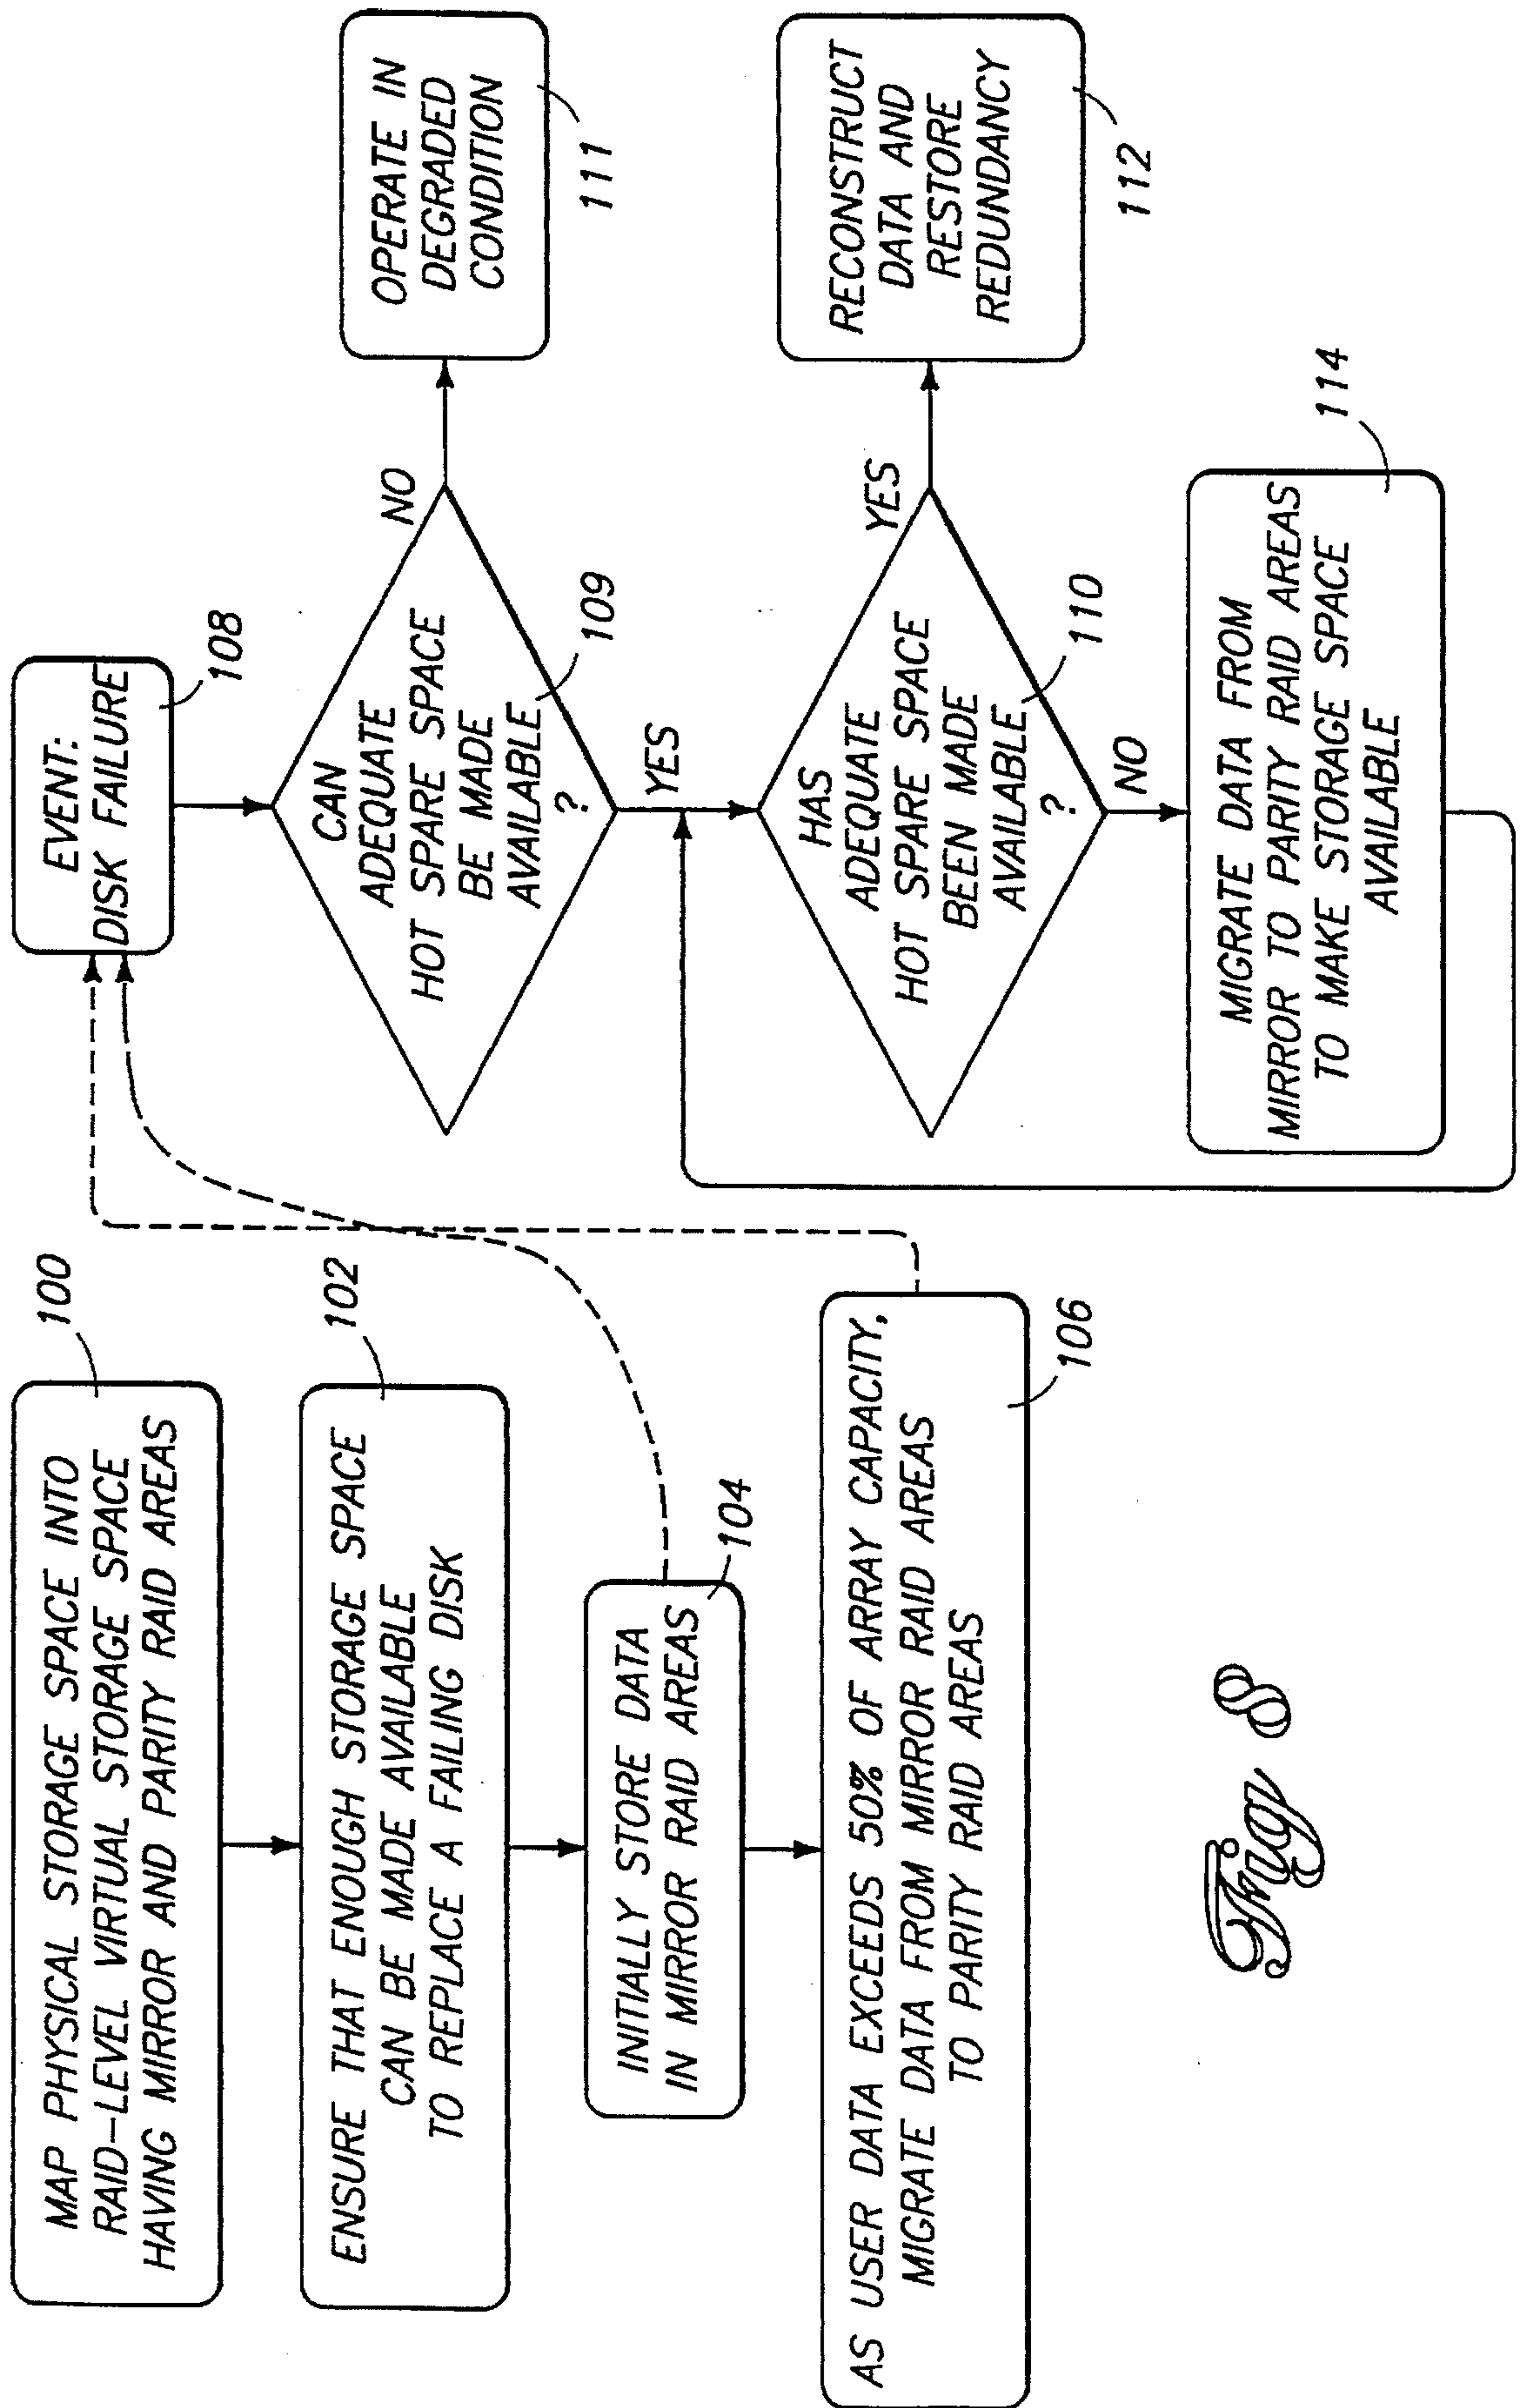 MAP PHYSICAL STORAGE SPACE INTO
RAID-LEVEL VIRTUAL STORAGE SPACE
HAVING MIRROR AND PARITY RAID AREAS
100
ENSURE THAT ENOUGH STORAGE SPACE
CAN BE MADE AVAILABLE
TO REPLACE A FAILING DISK
102
INITIALLY STORE DATA
IN MIRROR RAID AREAS
104
AS USER DATA EXCEEDS 50% OF ARRAY CAPACITY,
MIGRATE DATA FROM MIRROR RAID AREAS
TO PARITY RAID AREAS
106
EVENT:
DISK FAILURE
108
CAN
ADEQUATE
HOT SPARE SPACE
BE MADE
AVAILABLE
?
109
NO
OPERATE IN
DEGRADED
CONDITION
111
YES
HAS
ADEQUATE
HOT SPARE SPACE
BEEN MADE
AVAILABLE
?
110
YES
RECONSTRUCT
DATA AND
RESTORE
REDUNDANCY
112
NO
MIGRATE DATA FROM
MIRROR TO PARITY RAID AREAS
TO MAKE STORAGE SPACE
AVAILABLE
114
Fig 8